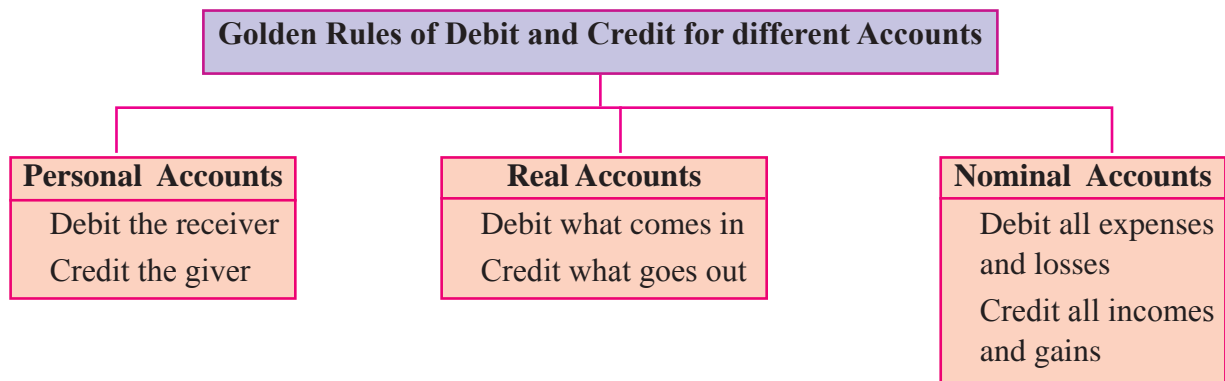 Golden Rules of Debit and Credit for different Accounts
Personal Accounts
Debit the receiver
Credit the giver
Real Accounts
Debit what comes in
Credit what goes out
Nominal Accounts
Debit all expenses
and losses
Credit all incomes
and gains